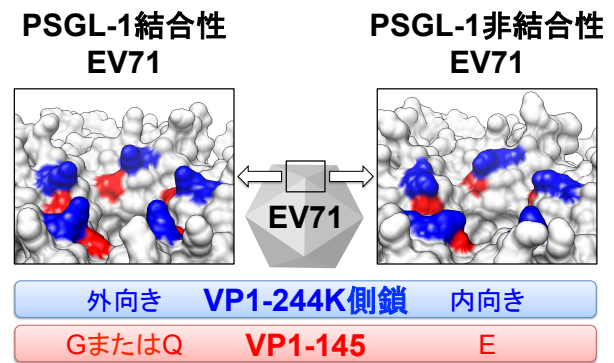 PSGL-1結合性
EV71
PSGL-1非結合性
EV71
EV71
外向き VP1-244K側鎖 内向き
GまたはQ VP1-145 E